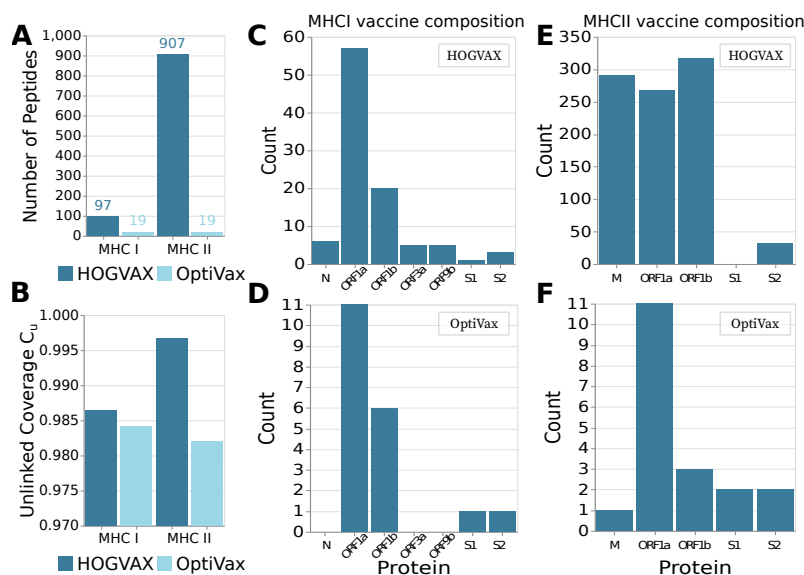 A
Number of Peptides
1,000
900
800
700
600
500
400
300
200
100
0
97
19
907
19
MHC I
MHC II
HOGVAX
OptiVax
B
Unlinked Coverage Cu
1.000
0.995
0.990
0.985
0.980
0.975
0.970
MHC I
MHC II
HOGVAX
OptiVax
MHCI vaccine composition
C
HOGVAX
Count
60
50
40
30
20
10
0
N
ORF1a
ORF1b
ORF3a
ORF9b
S1
S2
D
OptiVax
Count
11
10
9
8
7
6
5
4
3
2
1
0
N
ORF1a
ORF1b
ORF3a
ORF9b
S1
S2
Protein
MHCII vaccine composition
E
HOGVAX
Count
350
300
250
200
150
100
50
0
M
ORF1a
ORF1b
S1
S2
F
OptiVax
Count
11
10
9
8
7
6
5
4
3
2
1
0
M
ORF1a
ORF1b
S1
S2
Protein